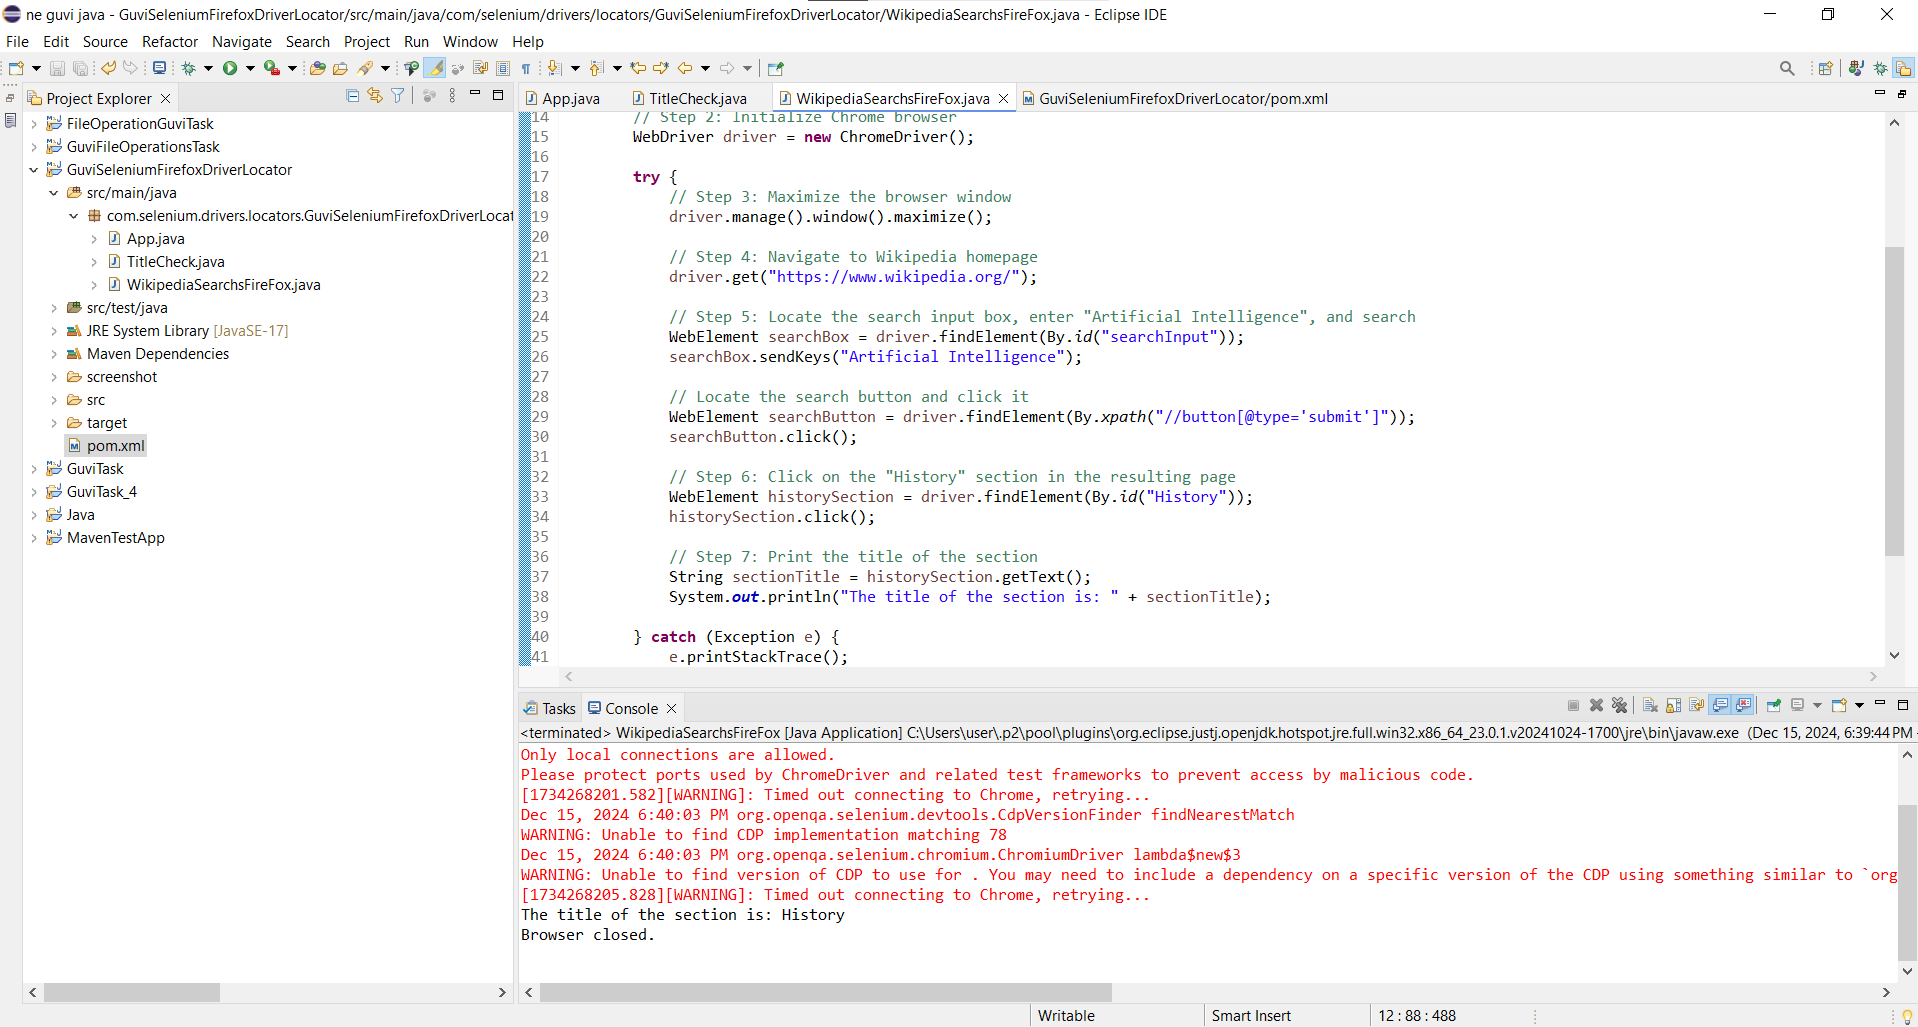 ne guvi java - GuviSeleniumFirefoxDriverLocator/src/main/java/com/selenium/drivers/locators/GuviSeleniumFirefoxDriverLocator/WikipediaSearchsFireFox.java - Eclipse IDE
File Edit Source Refactor Navigate Search Project Run Window Help
Project Explorer
FileOperationGuviTask
GuviFileOperationsTask
GuviSeleniumFirefoxDriverLocator
src/main/java
com.selenium.drivers.locators.GuviSeleniumFirefoxDriverLocat
App.java
TitleCheck.java
WikipediaSearchsFireFox.java
src/test/java
JRE System Library [JavaSE-17]
Maven Dependencies
screenshot
src
target
pom.xml
GuviTask
GuviTask_4
Java
MavenTestApp
App.java TitleCheck.java WikipediaSearchsFireFox.java GuviSeleniumFirefoxDriverLocator/pom.xml
14 // Step 2: Initialize Chrome browser
15 WebDriver driver = new ChromeDriver();
16
17 try {
18 // Step 3: Maximize the browser window
19 driver.manage().window().maximize();
20
21 // Step 4: Navigate to Wikipedia homepage
22 driver.get("https://www.wikipedia.org/");
23
24 // Step 5: Locate the search input box, enter "Artificial Intelligence", and search
25 WebElement searchBox = driver.findElement(By.id("searchInput"));
26 searchBox.sendKeys("Artificial Intelligence");
27
28 // Locate the search button and click it
29 WebElement searchButton = driver.findElement(By.xpath("//button[@type='submit']"));
30 searchButton.click();
31
32 // Step 6: Click on the "History" section in the resulting page
33 WebElement historySection = driver.findElement(By.id("History"));
34 historySection.click();
35
36 // Step 7: Print the title of the section
37 String sectionTitle = historySection.getText();
38 System.out.println("The title of the section is: " + sectionTitle);
39
40 } catch (Exception e) {
41 e.printStackTrace();
Tasks Console
<terminated> WikipediaSearchsFireFox [Java Application] C:\Users\user\.p2\pool\plugins\org.eclipse.justj.openjdk.hotspot.jre.full.win32.x86_64_23.0.1.v20241024-1700\jre\bin\javaw.exe (Dec 15, 2024, 6:39:44 PM
Only local connections are allowed.
Please protect ports used by ChromeDriver and related test frameworks to prevent access by malicious code.
[1734268201.582][WARNING]: Timed out connecting to Chrome, retrying...
Dec 15, 2024 6:40:03 PM org.openqa.selenium.devtools.CdpVersionFinder findNearestMatch
WARNING: Unable to find CDP implementation matching 78
Dec 15, 2024 6:40:03 PM org.openqa.selenium.chromium.ChromiumDriver lambda$new$3
WARNING: Unable to find version of CDP to use for . You may need to include a dependency on a specific version of the CDP using something similar to `org
[1734268205.828][WARNING]: Timed out connecting to Chrome, retrying...
The title of the section is: History
Browser closed.
Writable Smart Insert 12 : 88 : 488